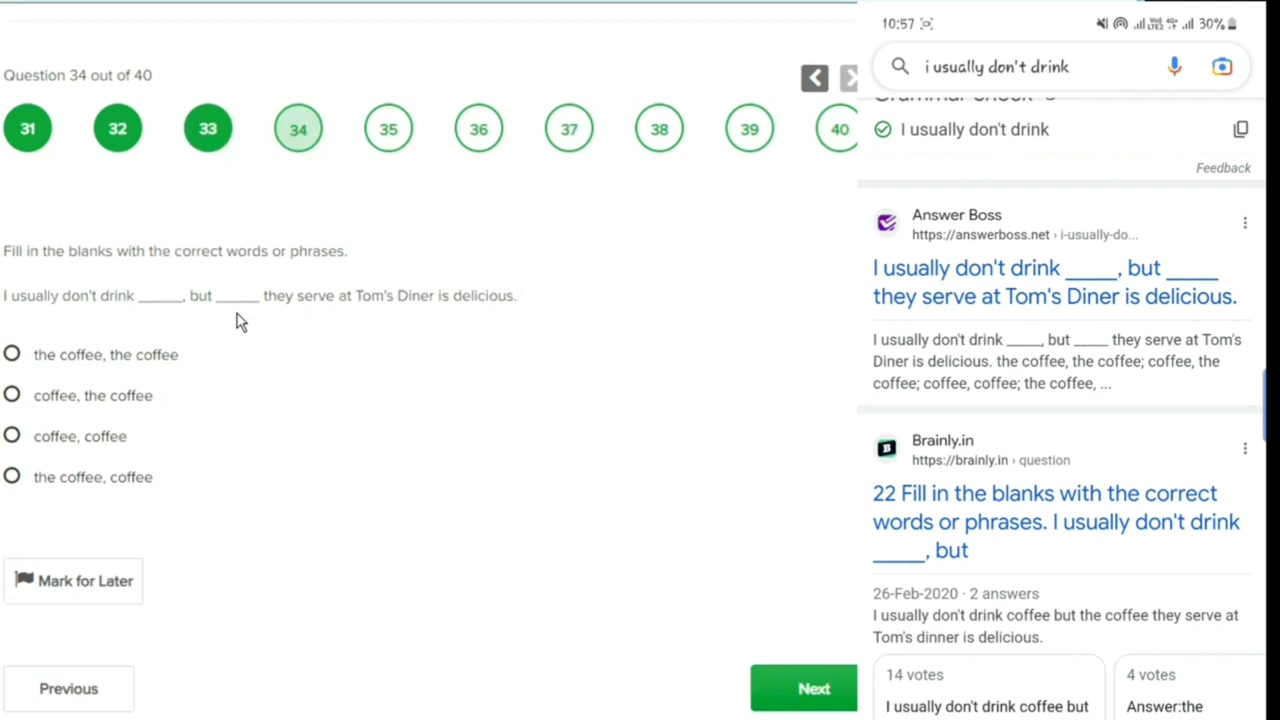 Question 34 out of 40
31 32 33 34 35 36 37 38 39 40
Fill in the blanks with the correct words or phrases.
I usually don't drink _____, but _____ they serve at Tom's Diner is delicious.
the coffee, the coffee
coffee, the coffee
coffee, coffee
the coffee, coffee
Mark for Later
Previous
Next
10:57
30%
i usually don't drink
Grammar check
I usually don't drink
Feedback
Answer Boss
https://answerboss.net › i-usually-do...
I usually don't drink _____, but _____
they serve at Tom's Diner is delicious.
I usually don't drink _____, but _____ they serve at Tom's
Diner is delicious. the coffee, the coffee; coffee, the
coffee; coffee, coffee; the coffee, ...
Brainly.in
https://brainly.in › question
22 Fill in the blanks with the correct
words or phrases. I usually don't drink
_____, but
26-Feb-2020 · 2 answers
I usually don't drink coffee but the coffee they serve at
Tom's dinner is delicious.
14 votes
I usually don't drink coffee but
4 votes
Answer:the